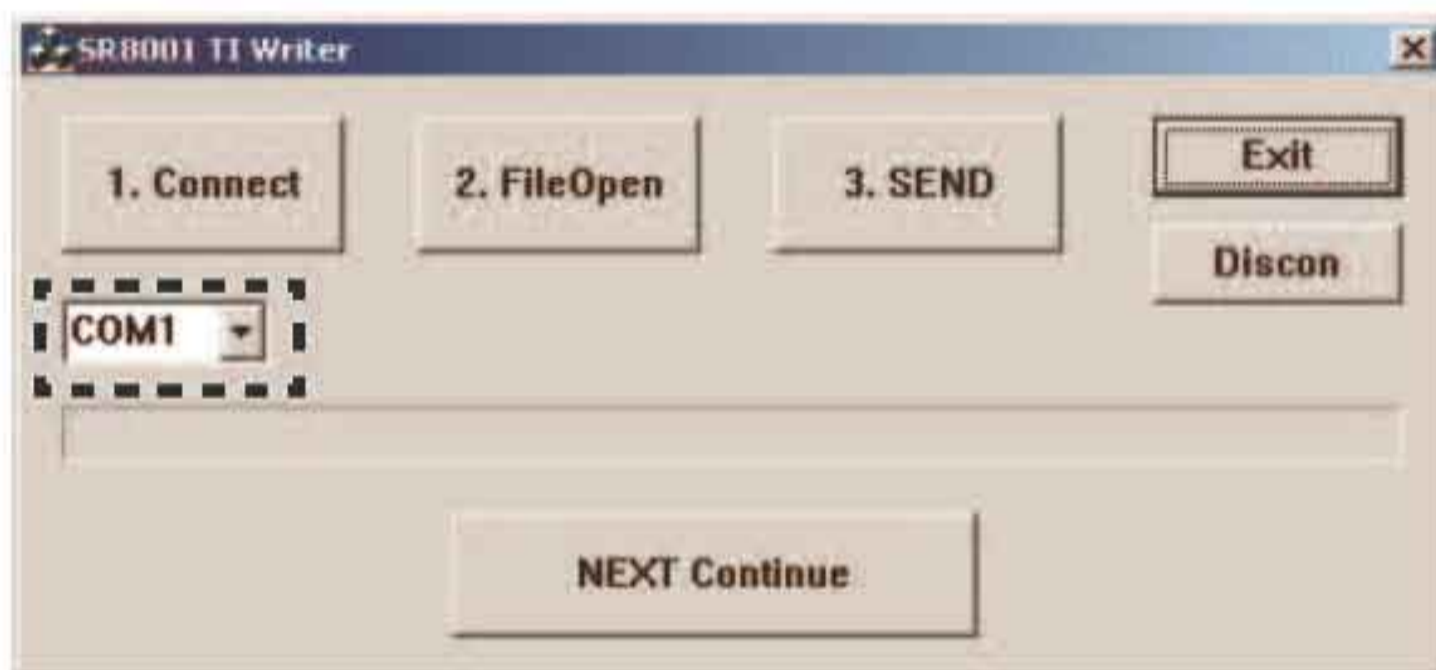 SR8001 TI Writer
1. Connect
2. FileOpen
3. SEND
Exit
Discon
COM1
NEXT Continue